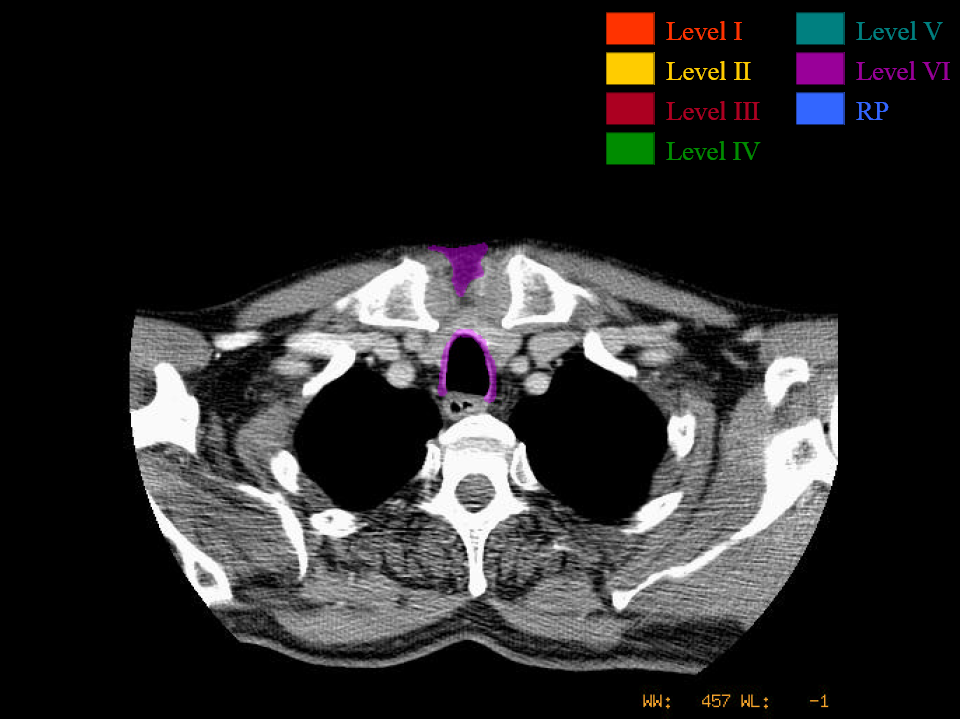 Level I
Level II
Level III
Level IV
Level V
Level VI
RP
WW: 457 WL: -1